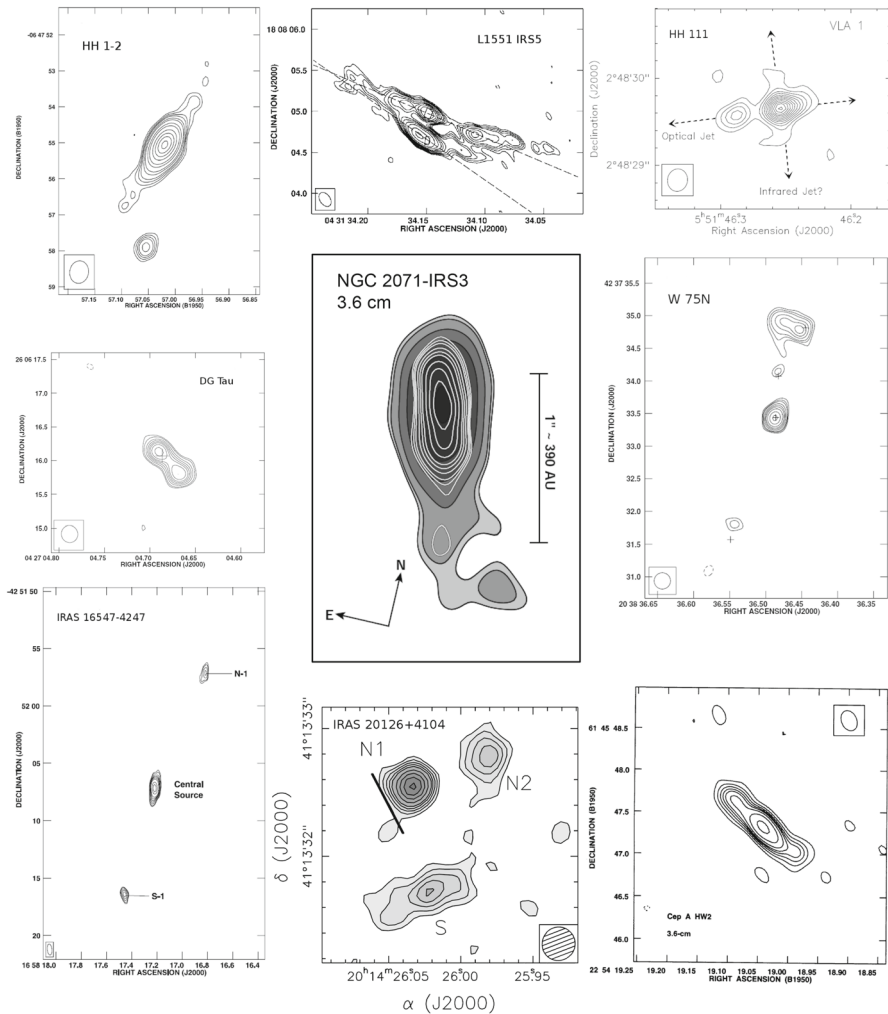 HH 1-2
-06 47 52
53
54
55
56
57
58
59
DECLINATION (B1950)
57.15 57.10 57.05 57.00 56.95 56.90 56.85
RIGHT ASCENSION (B1950)
L1551 IRS5
18 08 06.0
05.5
05.0
04.5
04.0
DECLINATION (J2000)
04 31 34.20 34.15 34.10 34.05
RIGHT ASCENSION (J2000)
HH 111
VLA 1
2°48'30"
2°48'29"
Declination (J2000)
Optical Jet
Infrared Jet?
5h51m46s.3 46s.2
Right Ascension (J2000)
DG Tau
26 06 17.5
17.0
16.5
16.0
15.5
15.0
DECLINATION (J2000)
04 27 04.80 04.75 04.70 04.65 04.60
RIGHT ASCENSION (J2000)
NGC 2071-IRS3
3.6 cm
1" ~ 390 AU
N
E
W 75N
42 37 35.5
35.0
34.5
34.0
33.5
33.0
32.5
32.0
31.5
31.0
DECLINATION (J2000)
20 38 36.65 36.60 36.55 36.50 36.45 36.40 36.35
RIGHT ASCENSION (J2000)
IRAS 16547-4247
-42 51 50
55
52 00
05
10
15
20
DECLINATION (J2000)
N-1
Central
Source
S-1
16 58 18.0 17.8 17.6 17.4 17.2 17.0 16.8 16.6 16.4
RIGHT ASCENSION (J2000)
IRAS 20126+4104
N1
N2
S
41°13'33"
41°13'32"
δ (J2000)
20h14m26s.05 26s.00 25s.95
α (J2000)
61 45 48.5
48.0
47.5
47.0
46.5
46.0
DECLINATION (B1950)
Cep A HW2
3.6-cm
22 54 19.25 19.20 19.15 19.10 19.05 19.00 18.95 18.90 18.85
RIGHT ASCENSION (B1950)